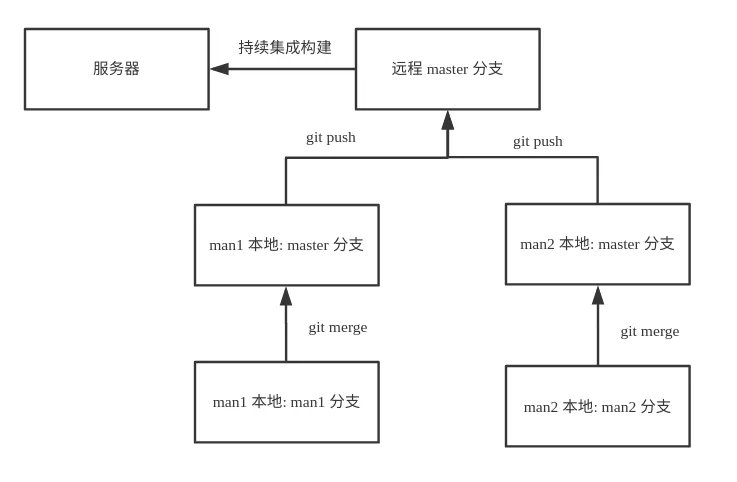 持续集成构建
服务器
远程 master 分支
git push
git push
man1 本地: master 分支
man2 本地: master 分支
git merge
git merge
man1 本地: man1 分支
man2 本地: man2 分支